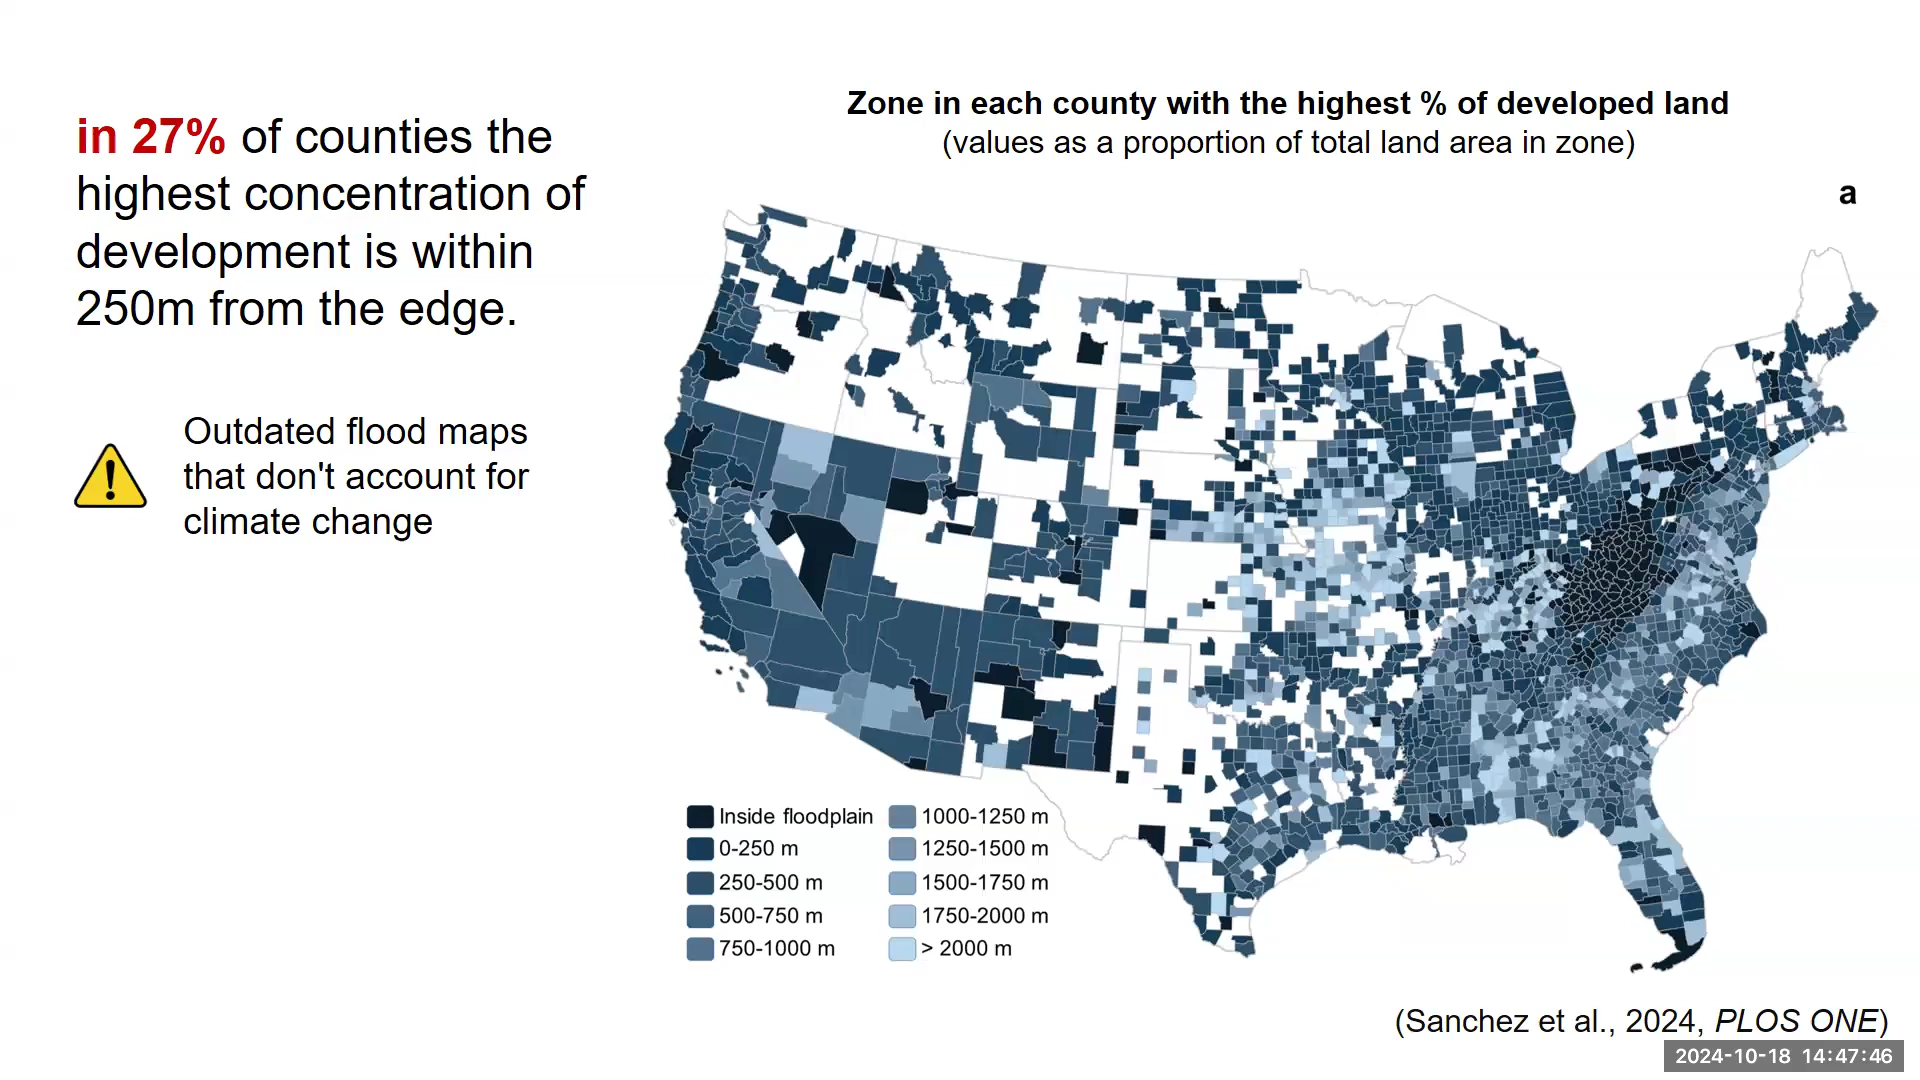 in 27% of counties the
highest concentration of
development is within
250m from the edge.
Outdated flood maps
that don't account for
climate change
Zone in each county with the highest % of developed land
(values as a proportion of total land area in zone)
a
Inside floodplain
0-250 m
250-500 m
500-750 m
750-1000 m
1000-1250 m
1250-1500 m
1500-1750 m
1750-2000 m
> 2000 m
(Sanchez et al., 2024, PLOS ONE)
2024-10-18 14:47:46